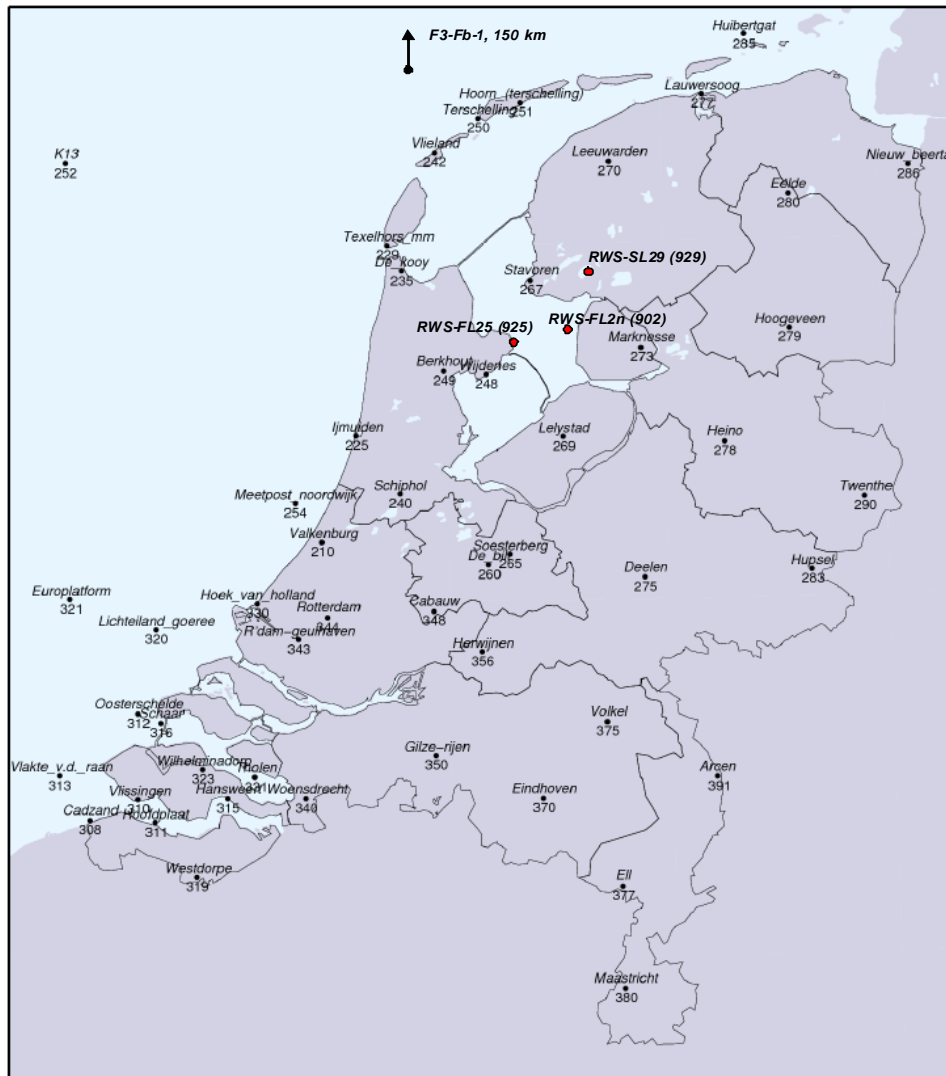 Huibertgat
285
F3-Fb-1, 150 km
Hoorn_(terschelling)
251
Lauwersoog
277
Terschelling
250
Vlieland
242
K13
252
Leeuwarden
270
Nieuw_beerta
286
Eelde
280
Texelhors_mm
229
De_kooy
235
RWS-SL29 (929)
Stavoren
267
RWS-FL25 (925)
RWS-FL2n (902)
Hoogeveen
279
Marknesse
273
Berkhout
249
Wijdenes
248
Ijmuiden
225
Lelystad
269
Heino
278
Schiphol
240
Twenthe
290
Meetpost_noordwijk
254
Valkenburg
210
Soesterberg
265
De_bilt
260
Deelen
275
Hupsel
283
Europlatform
321
Hoek_van_holland
330
Cabauw
348
Rotterdam
344
Lichteiland_goeree
320
R'dam-geulhaven
343
Herwijnen
356
Oosterschelde
312
Schaar
316
Volkel
375
Gilze-rijen
350
Wilhelminadorp
323
Tholen
331
Vlakte_v.d._raan
313
Arcen
391
Vlissingen
310
Hansweert
315
Woensdrecht
340
Eindhoven
370
Cadzand
308
Hoofdplaat
311
Westdorpe
319
Ell
377
Maastricht
380